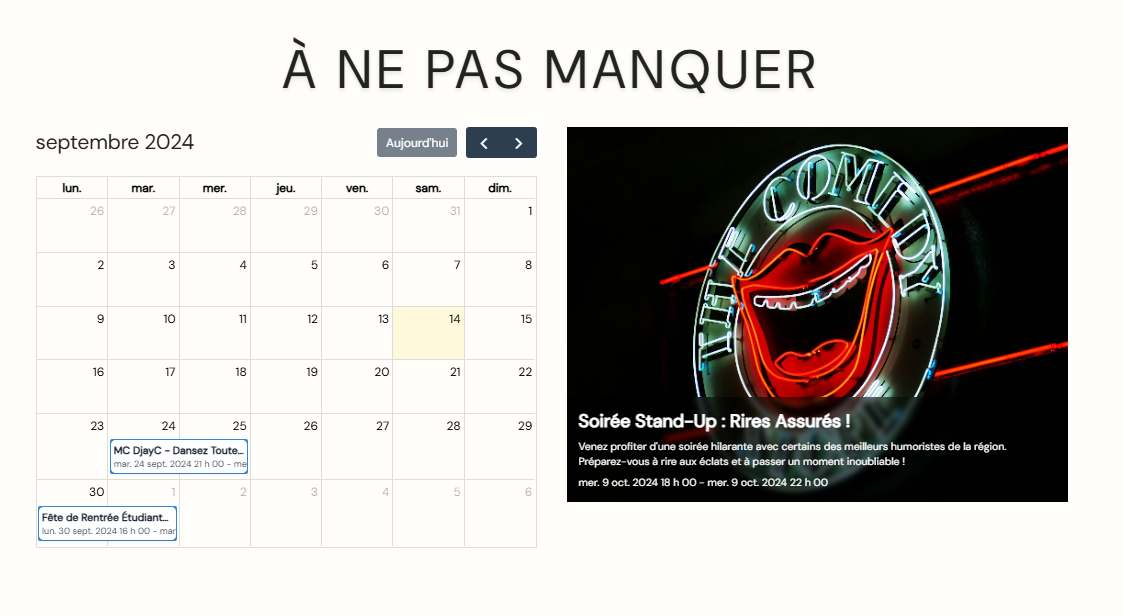 À NE PAS MANQUER
septembre 2024
Aujourd'hui
lun. mar. mer. jeu. ven. sam. dim.
26 27 28 29 30 31 1
2 3 4 5 6 7 8
9 10 11 12 13 14 15
16 17 18 19 20 21 22
23 24 25 26 27 28 29
MC DjayC - Dansez Toute...
mar. 24 sept. 2024 21 h 00 - me
30 1 2 3 4 5 6
Fête de Rentrée Étudiant...
lun. 30 sept. 2024 16 h 00 - mar
THE COMEDY
Soirée Stand-Up : Rires Assurés !
Venez profiter d'une soirée hilarante avec certains des meilleurs humoristes de la région.
Préparez-vous à rire aux éclats et à passer un moment inoubliable !
mer. 9 oct. 2024 18 h 00 - mer. 9 oct. 2024 22 h 00